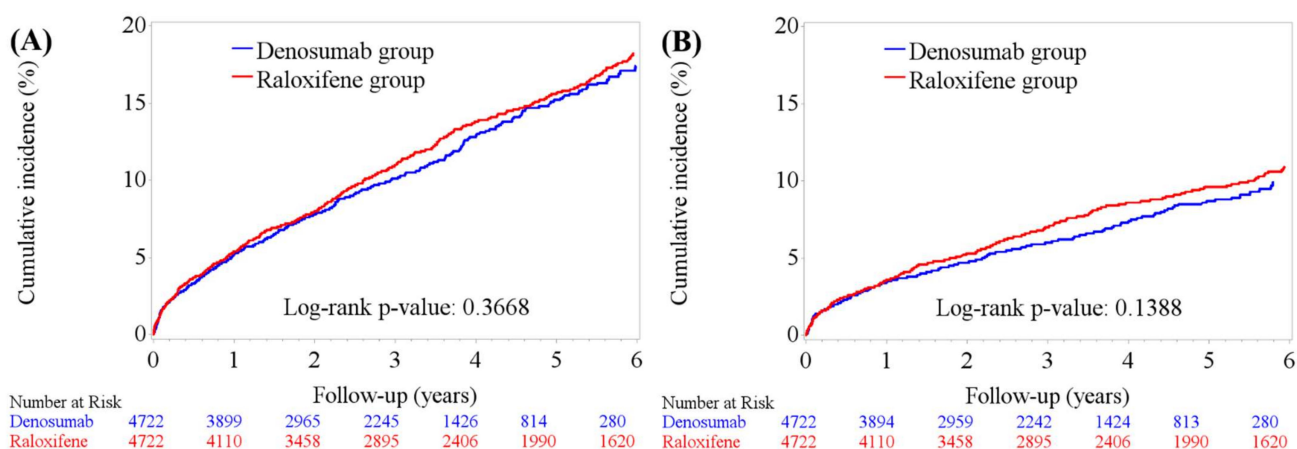 (A)
Cumulative incidence (%)
20
15
10
5
0
Denosumab group
Raloxifene group
Log-rank p-value: 0.3668
0 1 2 3 4 5 6
Follow-up (years)
Number at Risk
Denosumab 4722 3899 2965 2245 1426 814 280
Raloxifene 4722 4110 3458 2895 2406 1990 1620
(B)
Cumulative incidence (%)
20
15
10
5
0
Denosumab group
Raloxifene group
Log-rank p-value: 0.1388
0 1 2 3 4 5 6
Follow-up (years)
Number at Risk
Denosumab 4722 3894 2959 2242 1424 813 280
Raloxifene 4722 4110 3458 2895 2406 1990 1620